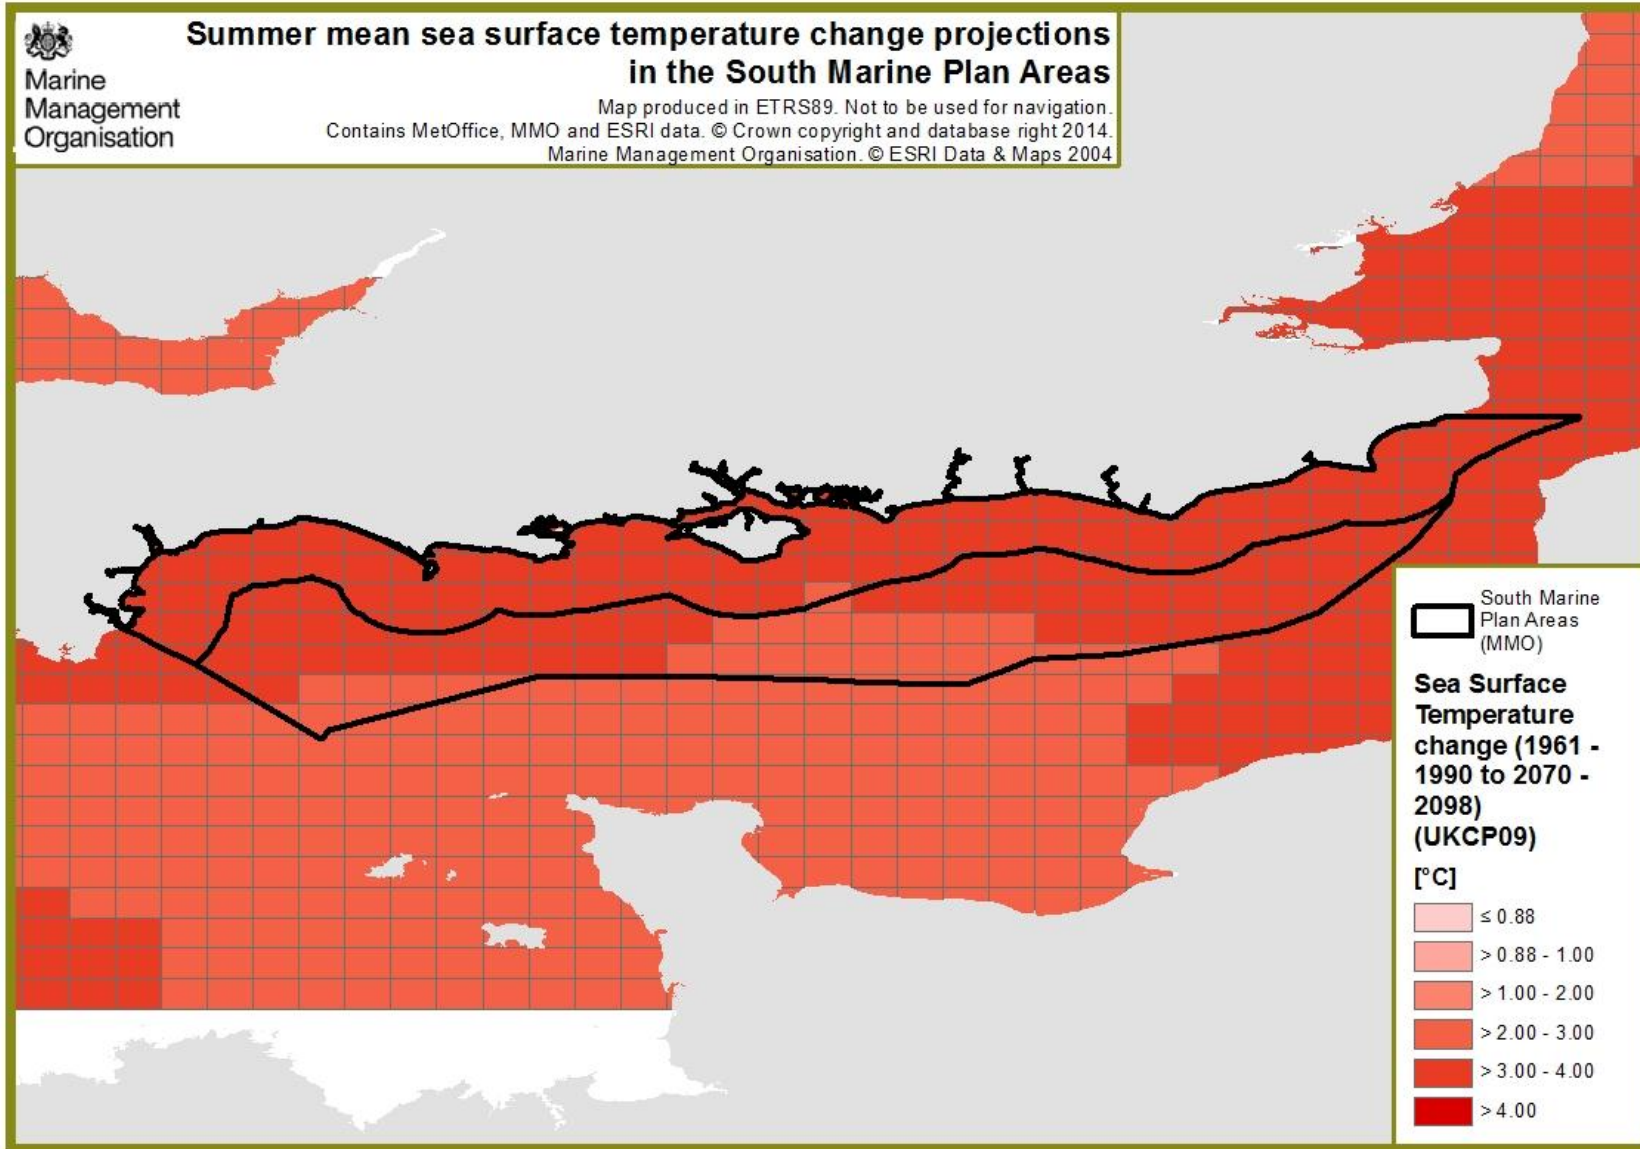 Marine
Management
Organisation
Summer mean sea surface temperature change projections
in the South Marine Plan Areas
Map produced in ETRS89. Not to be used for navigation.
Contains MetOffice, MMO and ESRI data. © Crown copyright and database right 2014.
Marine Management Organisation. © ESRI Data & Maps 2004
South Marine
Plan Areas
(MMO)
Sea Surface
Temperature
change (1961 -
1990 to 2070 -
2098)
(UKCP09)
[°C]
≤ 0.88
> 0.88 - 1.00
> 1.00 - 2.00
> 2.00 - 3.00
> 3.00 - 4.00
> 4.00